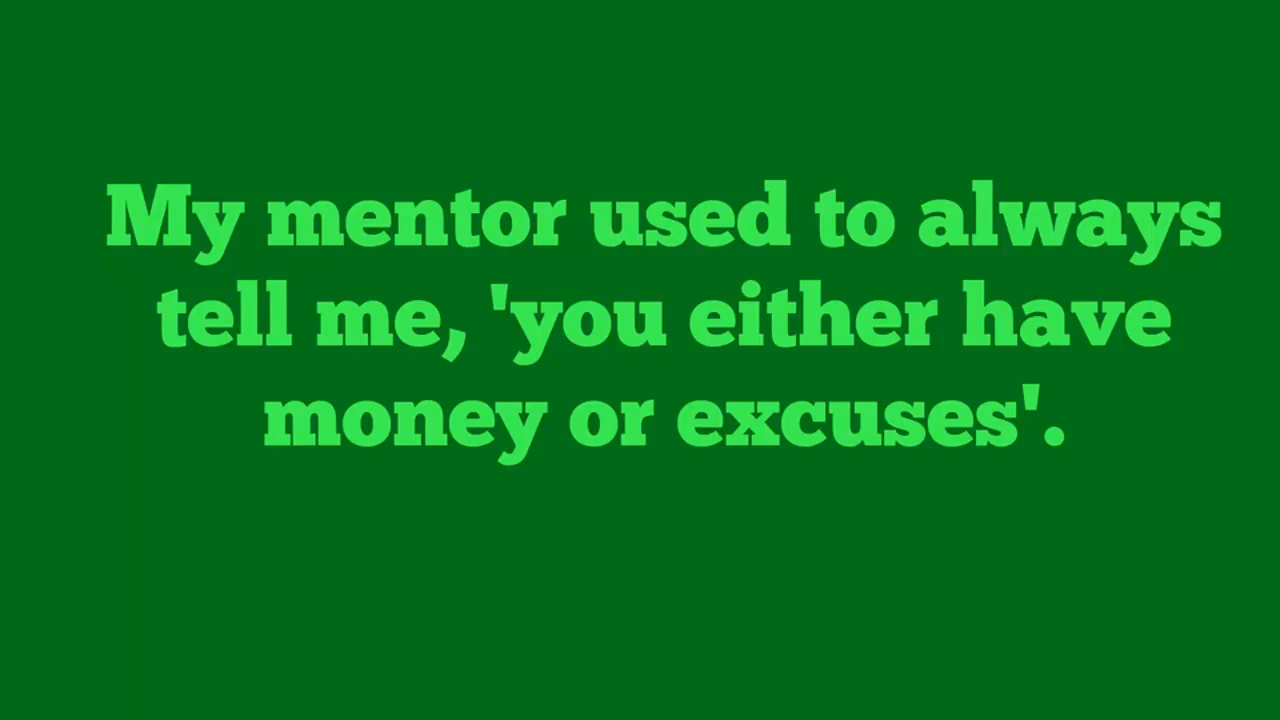 My mentor used to always
tell me, 'you either have
money or excuses'.